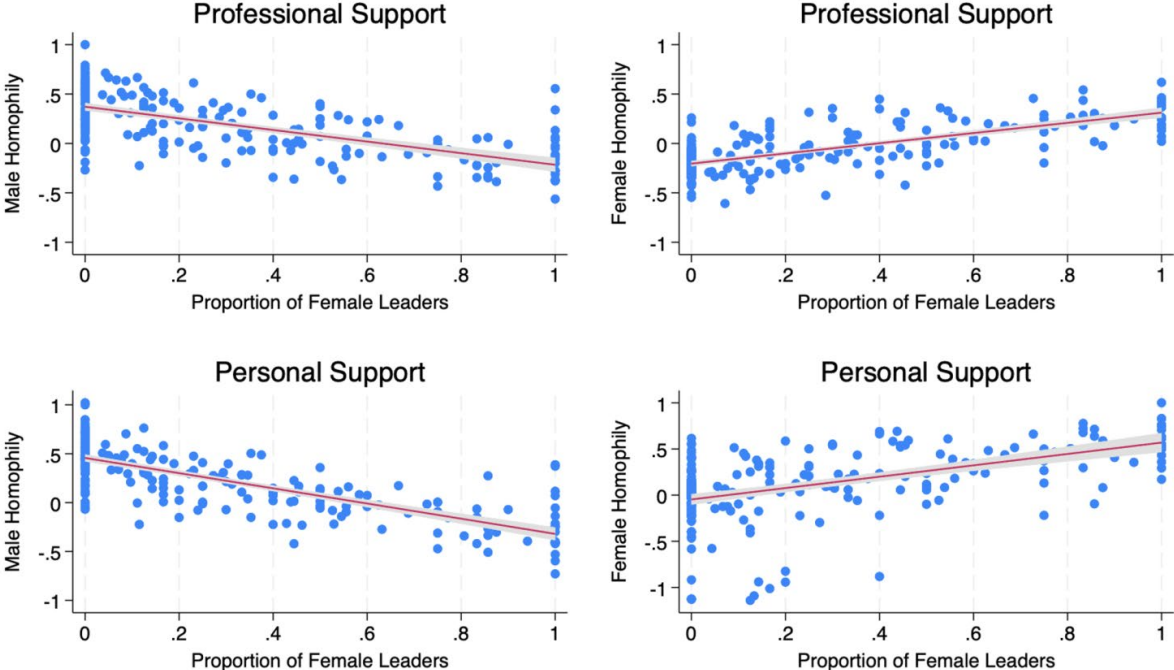 Professional Support
Male Homophily
1
.5
0
-.5
-1
0 .2 .4 .6 .8 1
Proportion of Female Leaders
Professional Support
Female Homophily
1
.5
0
-.5
-1
0 .2 .4 .6 .8 1
Proportion of Female Leaders
Personal Support
Male Homophily
1
.5
0
-.5
-1
0 .2 .4 .6 .8 1
Proportion of Female Leaders
Personal Support
Female Homophily
1
.5
0
-.5
-1
0 .2 .4 .6 .8 1
Proportion of Female Leaders